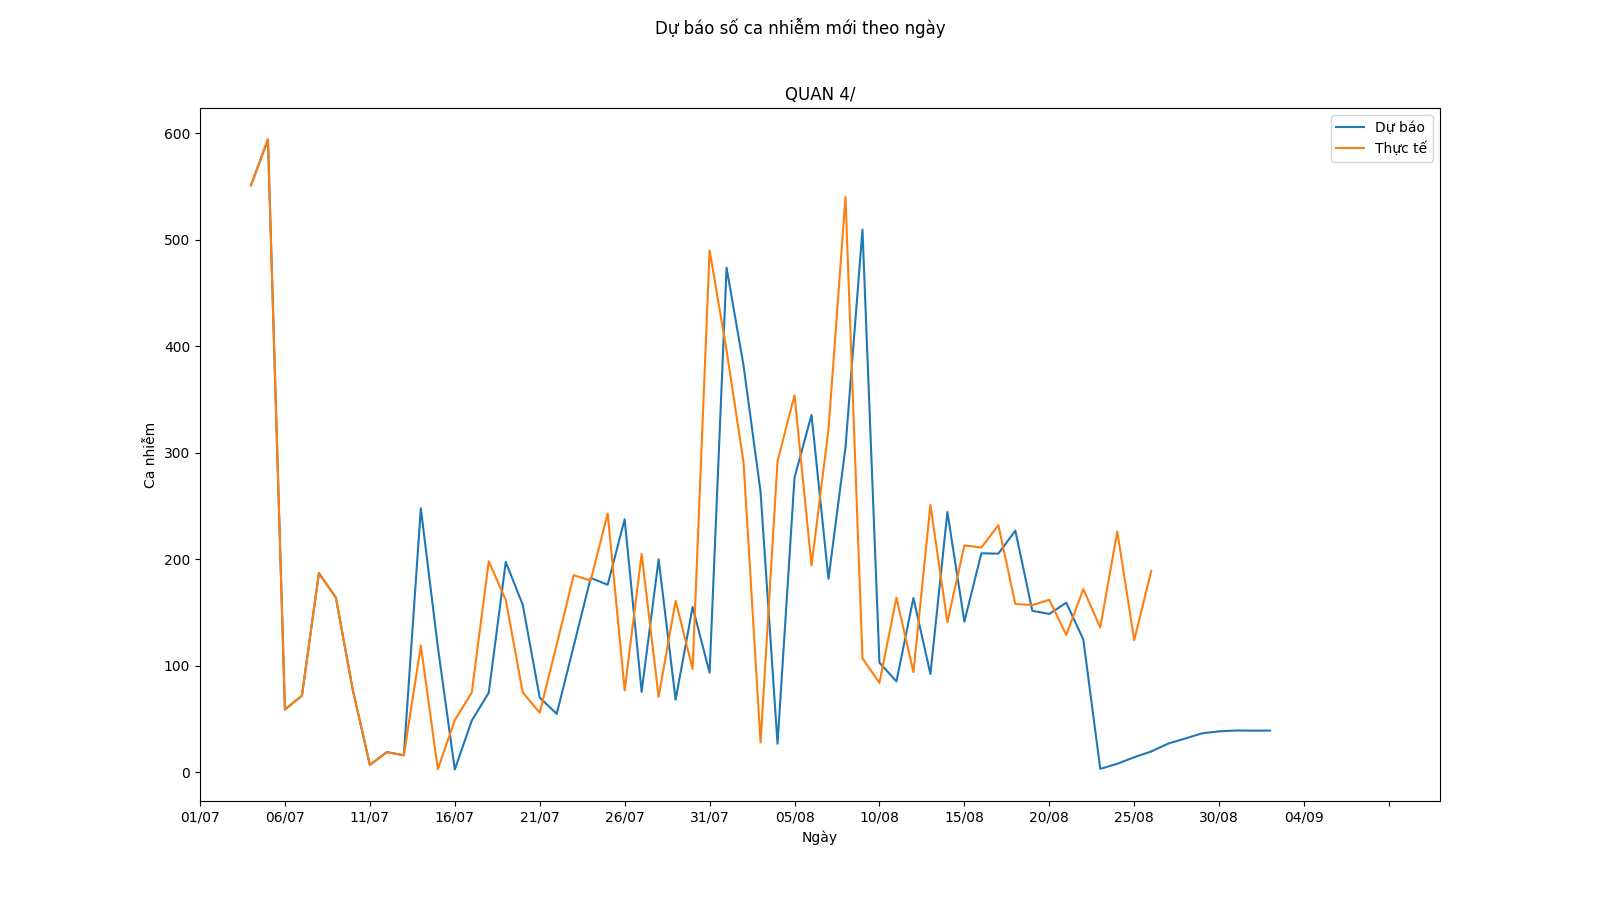 Dự báo số ca nhiễm mới theo ngày
QUAN 4/
Dự báo
Thực tế
600
500
400
300
200
100
0
Ca nhiễm
01/07 06/07 11/07 16/07 21/07 26/07 31/07 05/08 10/08 15/08 20/08 25/08 30/08 04/09
Ngày